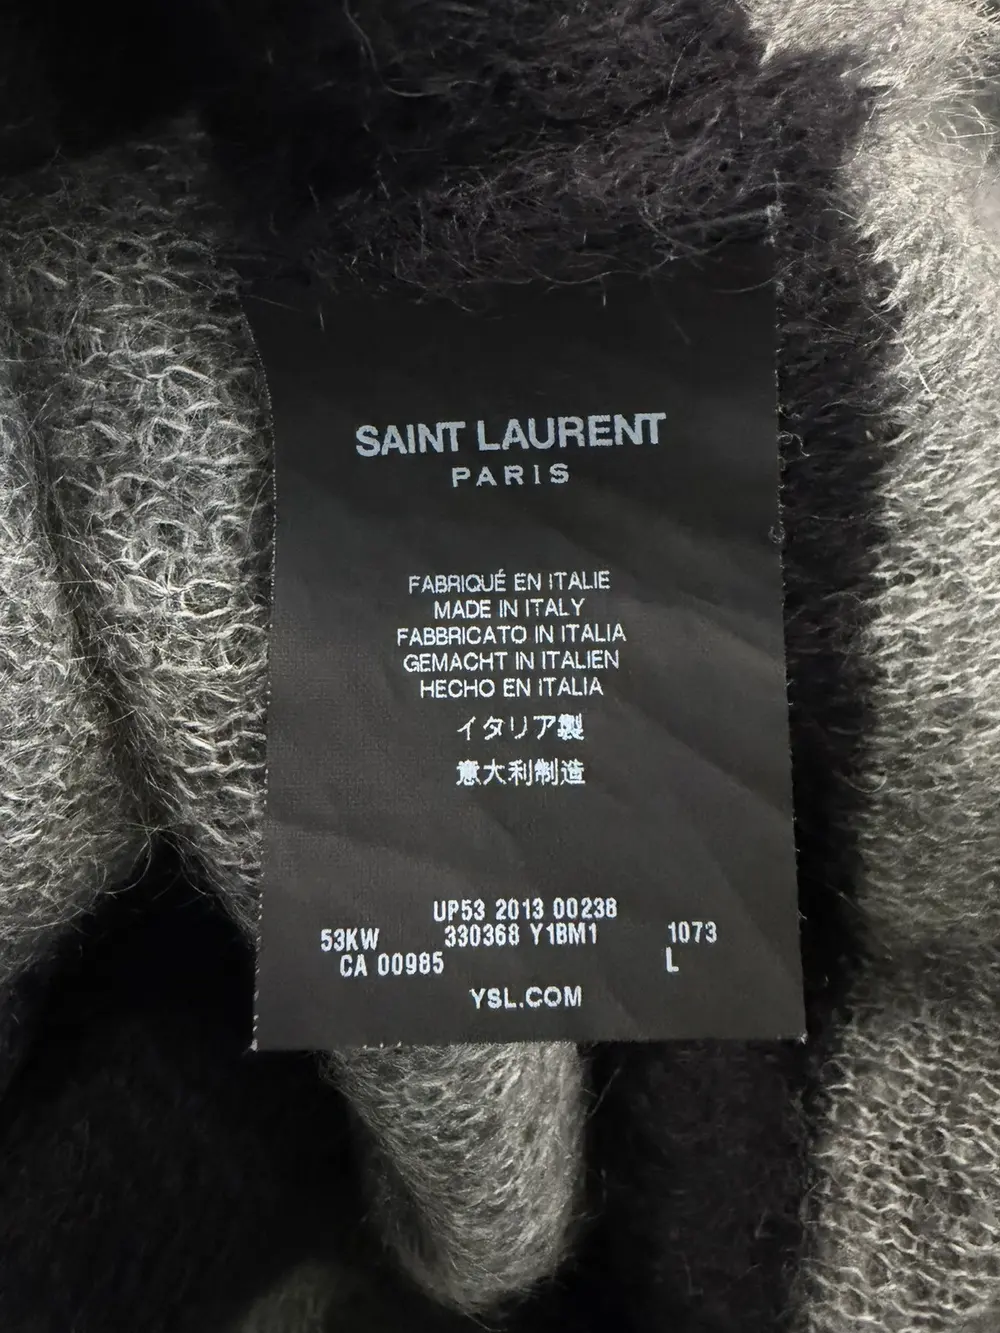 SAINT LAURENT
PARIS
FABRIQUÉ EN ITALIE
MADE IN ITALY
FABBRICATO IN ITALIA
GEMACHT IN ITALIEN
HECHO EN ITALIA
イタリア製
意大利制造
UP53 2013 00238
53KW 330368 Y1BM1 1073
CA 00985 L
YSL.COM